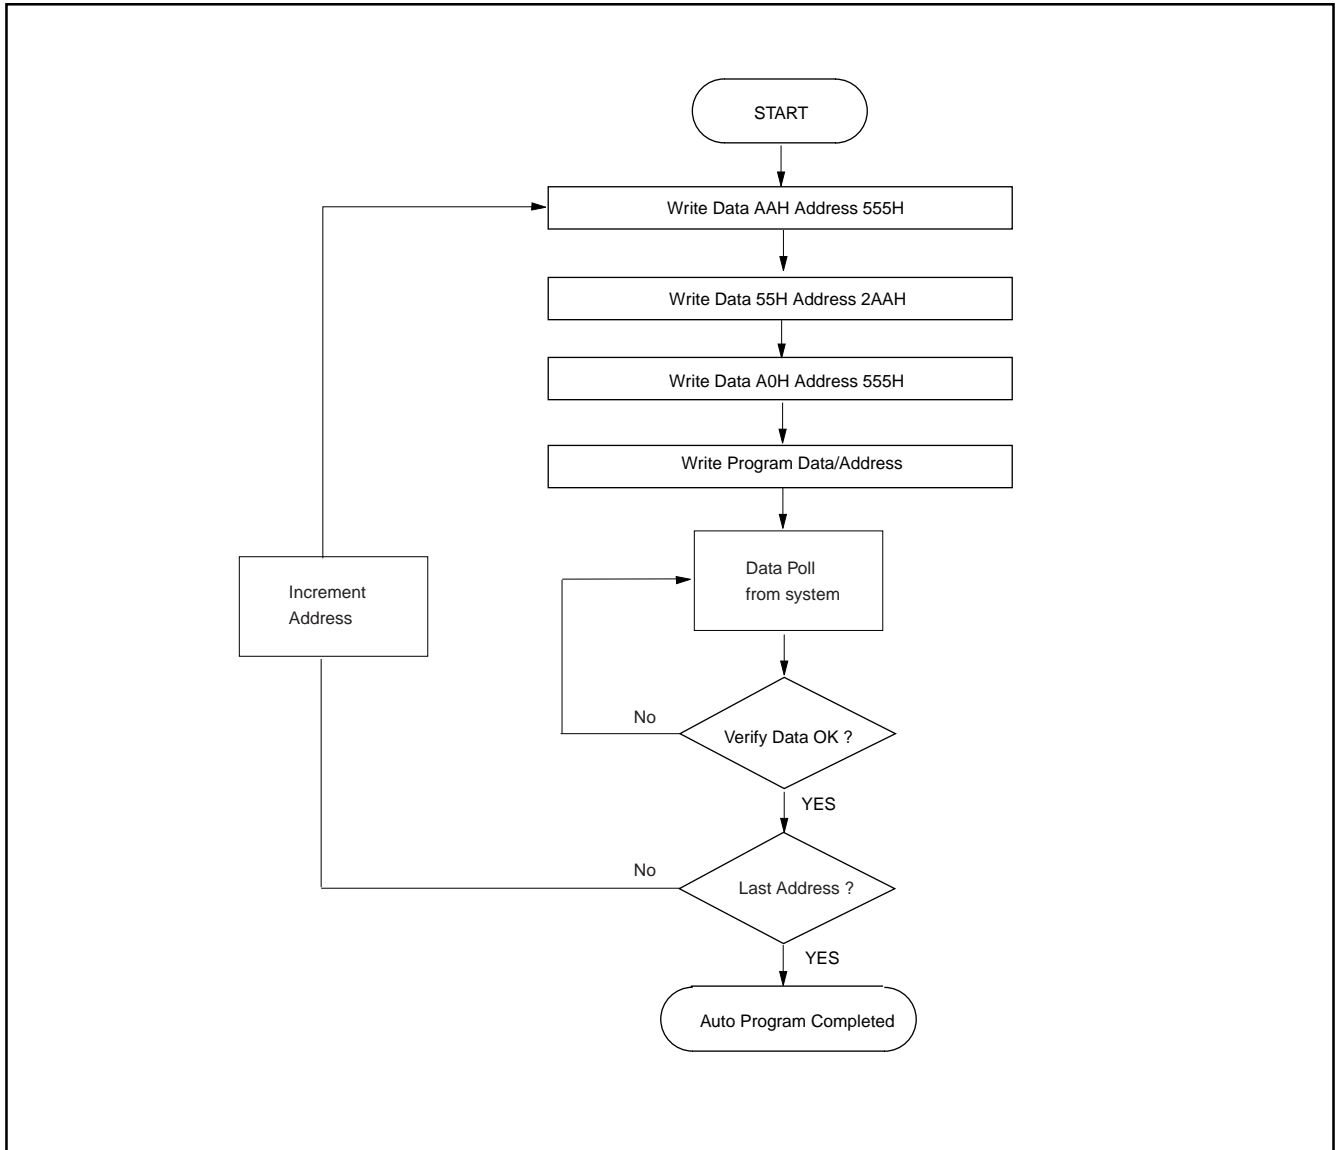 START
Write Data AAH Address 555H
Write Data 55H Address 2AAH
Write Data A0H Address 555H
Write Program Data/Address
Data Poll
from system
Increment
Address
No
Verify Data OK ?
YES
No
Last Address ?
YES
Auto Program Completed